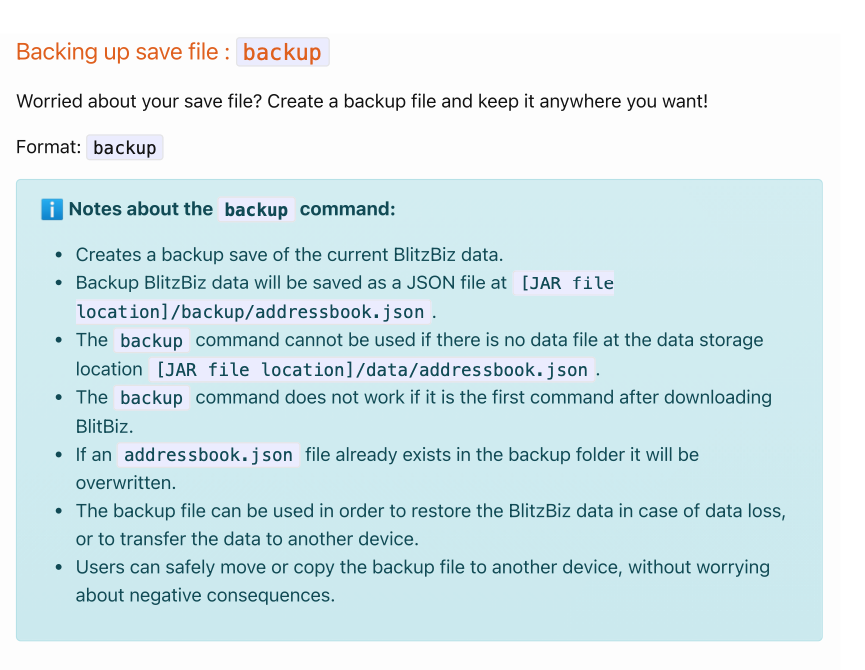 Backing up save file : backup
Worried about your save file? Create a backup file and keep it anywhere you want!
Format: backup
ℹ️ Notes about the backup command:
• Creates a backup save of the current BlitzBiz data.
• Backup BlitzBiz data will be saved as a JSON file at [JAR file
location]/backup/addressbook.json.
• The backup command cannot be used if there is no data file at the data storage
location [JAR file location]/data/addressbook.json.
• The backup command does not work if it is the first command after downloading
BlitBiz.
• If an addressbook.json file already exists in the backup folder it will be
overwritten.
• The backup file can be used in order to restore the BlitzBiz data in case of data loss,
or to transfer the data to another device.
• Users can safely move or copy the backup file to another device, without worrying
about negative consequences.